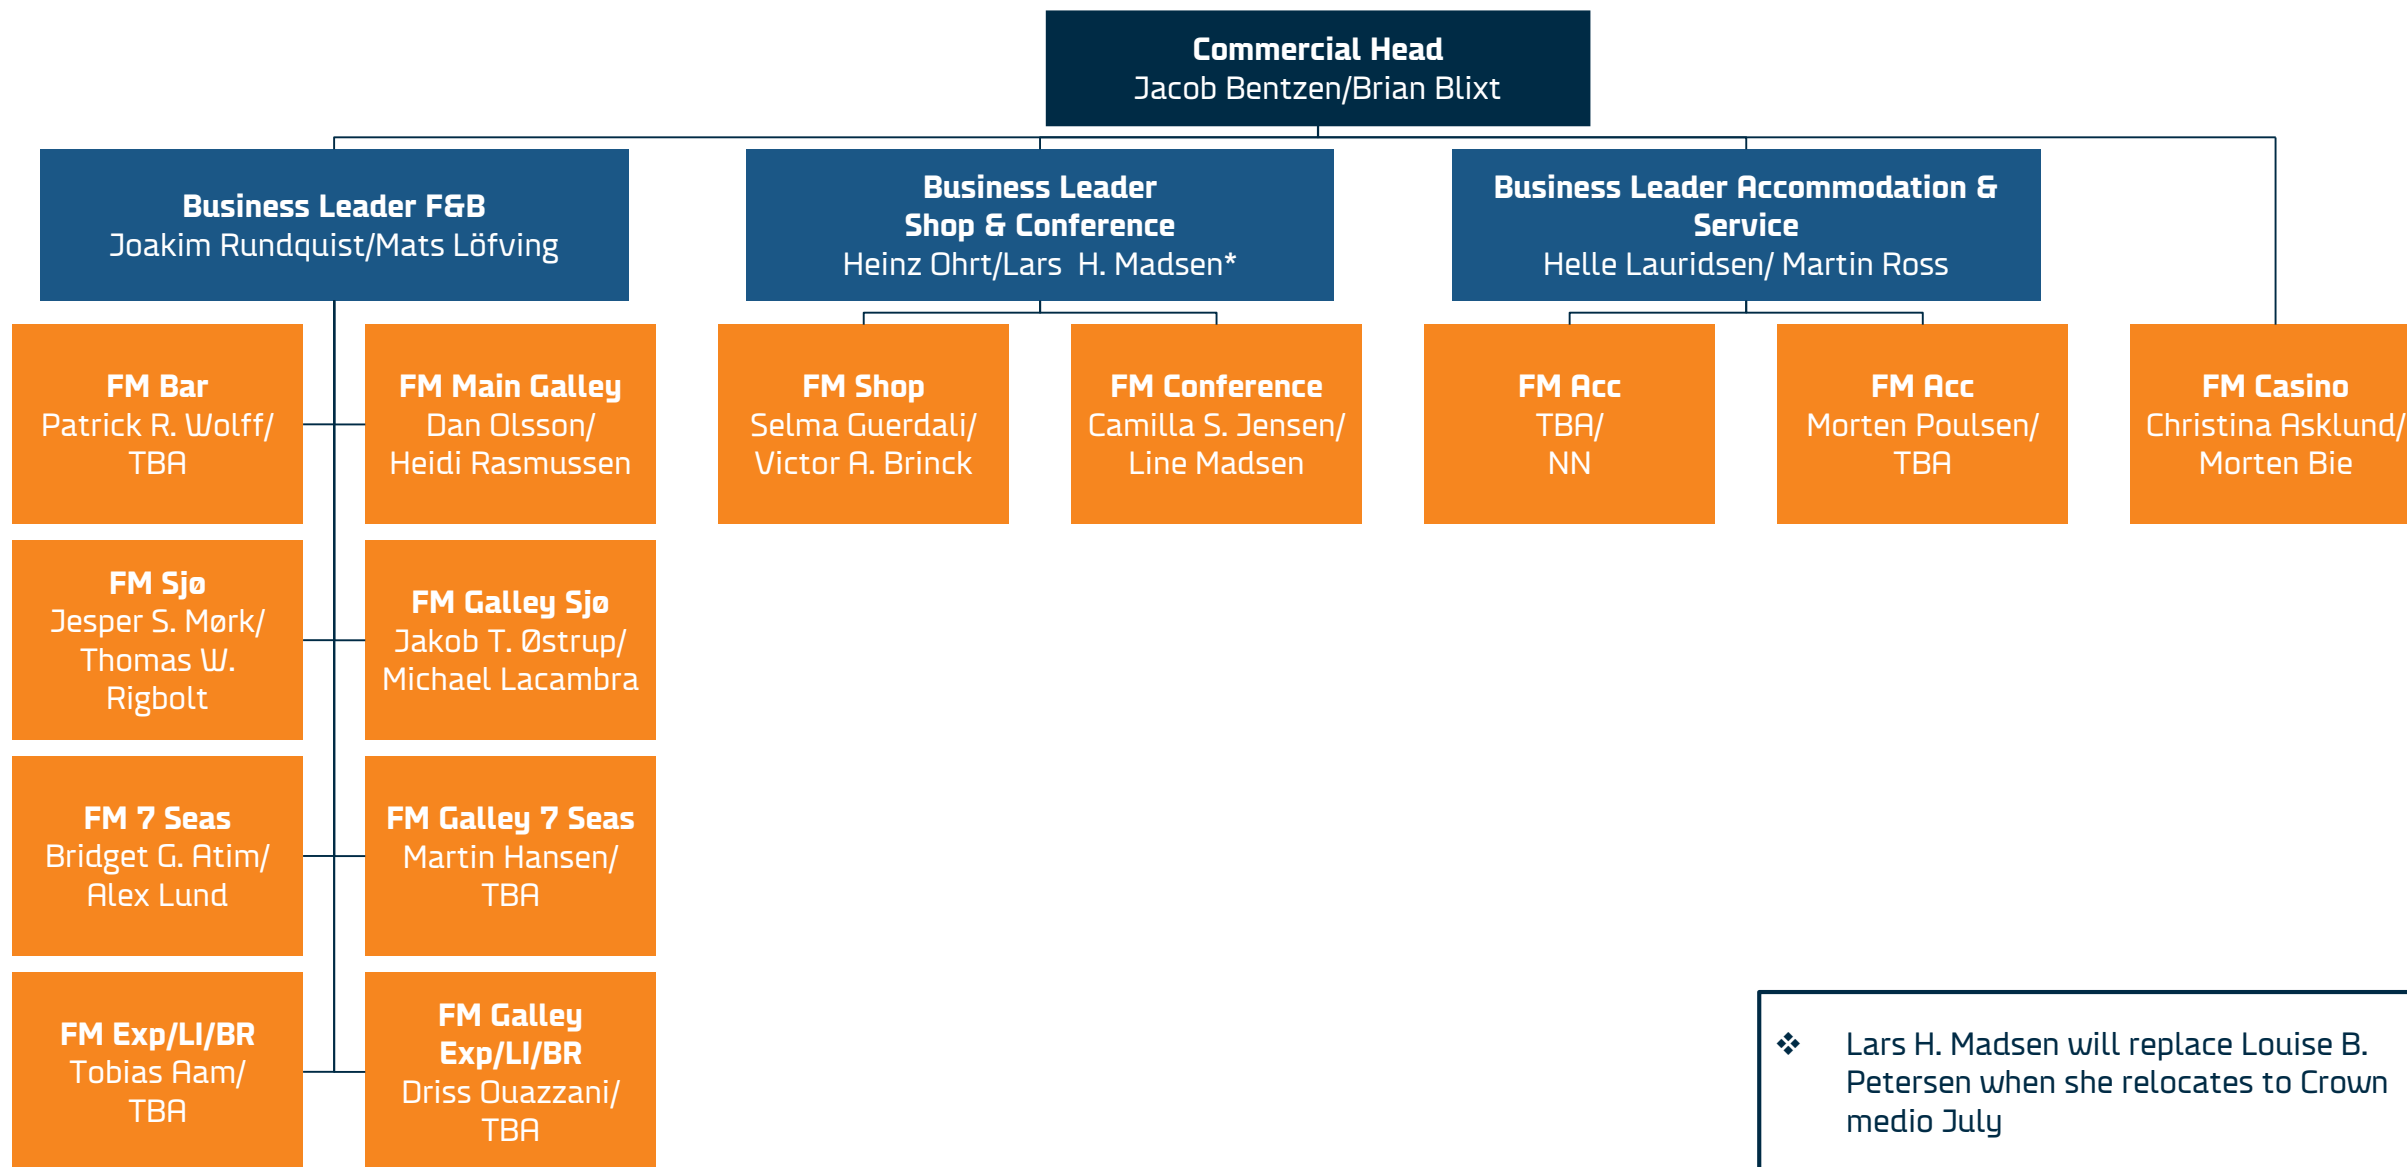 Commercial Head
Jacob Bentzen/Brian Blixt
Business Leader F&B
Joakim Rundquist/Mats Löfving
Business Leader
Shop & Conference
Heinz Ohrt/Lars H. Madsen*
Business Leader Accommodation &
Service
Helle Lauridsen/ Martin Ross
FM Bar
Patrick R. Wolff/
TBA
FM Main Galley
Dan Olsson/
Heidi Rasmussen
FM Shop
Selma Guerdali/
Victor A. Brinck
FM Conference
Camilla S. Jensen/
Line Madsen
FM Acc
TBA/
NN
FM Acc
Morten Poulsen/
TBA
FM Casino
Christina Asklund/
Morten Bie
FM Sjø
Jesper S. Mørk/
Thomas W.
Rigbolt
FM Galley Sjø
Jakob T. Østrup/
Michael Lacambra
FM 7 Seas
Bridget G. Atim/
Alex Lund
FM Galley 7 Seas
Martin Hansen/
TBA
FM Exp/LI/BR
Tobias Aam/
TBA
FM Galley
Exp/LI/BR
Driss Ouazzani/
TBA
❖ Lars H. Madsen will replace Louise B.
Petersen when she relocates to Crown
medio July